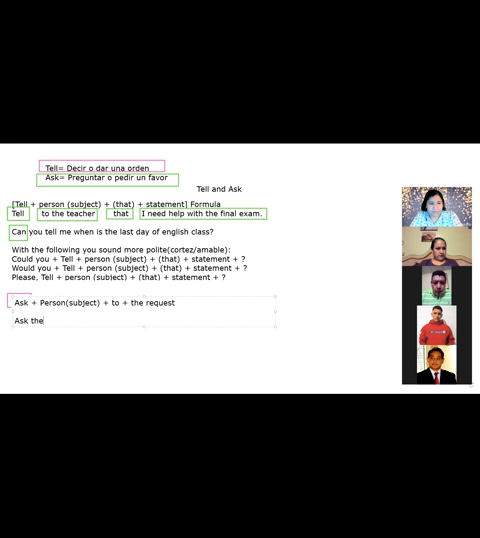 Tell= Decir o dar una orden
Ask= Preguntar o pedir un favor
Tell and Ask
[Tell + person (subject) + (that) + statement] Formula
Tell to the teacher that I need help with the final exam.
Can you tell me when is the last day of english class?
With the following you sound more polite(cortez/amable):
Could you + Tell + person (subject) + (that) + statement + ?
Would you + Tell + person (subject) + (that) + statement + ?
Please, Tell + person (subject) + (that) + statement + ?
Ask + Person(subject) + to + the request
Ask the